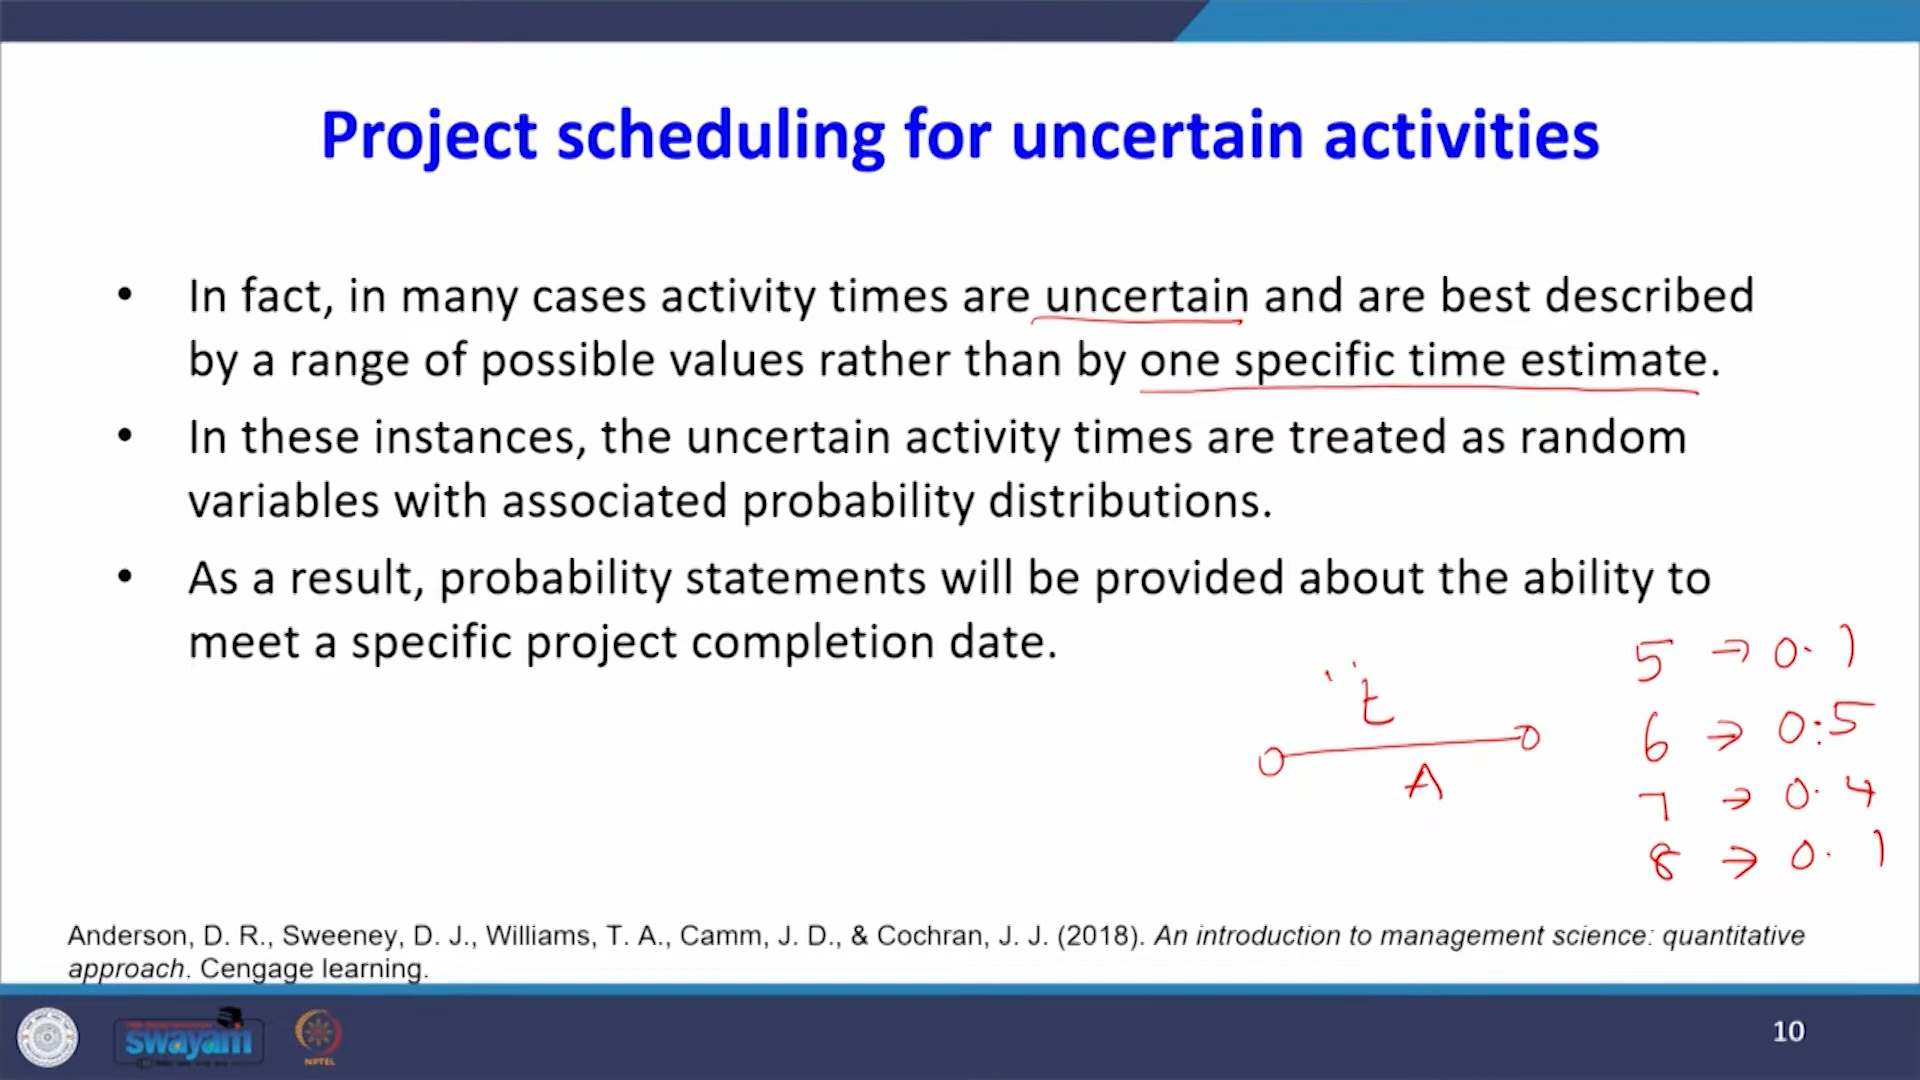 Project scheduling for uncertain activities
• In fact, in many cases activity times are uncertain and are best described
by a range of possible values rather than by one specific time estimate.
• In these instances, the uncertain activity times are treated as random
variables with associated probability distributions.
• As a result, probability statements will be provided about the ability to
meet a specific project completion date.
t
A
5 → 0.1
6 → 0.5
7 → 0.4
8 → 0.1
Anderson, D. R., Sweeney, D. J., Williams, T. A., Camm, J. D., & Cochran, J. J. (2018). An introduction to management science: quantitative
approach. Cengage learning.
swayam
NPTEL
10